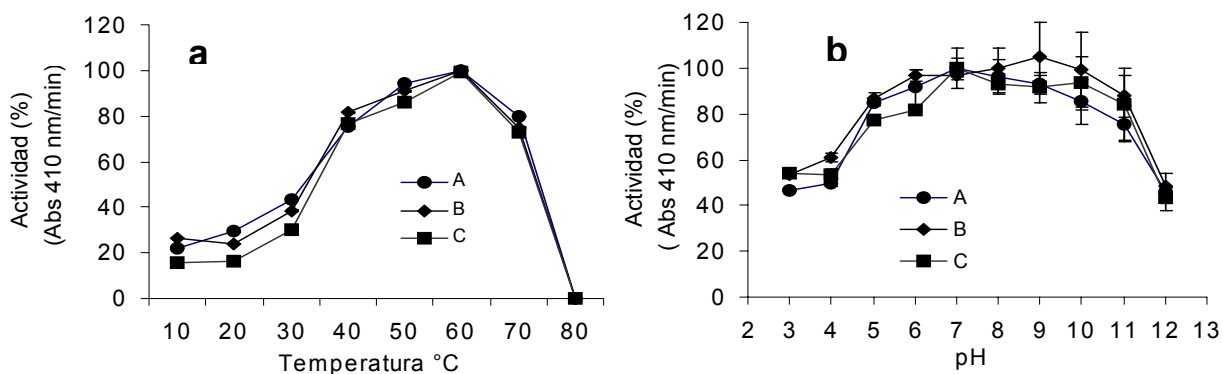 a
Actividad (%)
(Abs 410 nm/min)
120
100
80
60
40
20
0
A
B
C
10 20 30 40 50 60 70 80
Temperatura °C
b
Actividad (%)
( Abs 410 nm/min)
120
100
80
60
40
20
0
A
B
C
2 3 4 5 6 7 8 9 10 11 12 13
pH